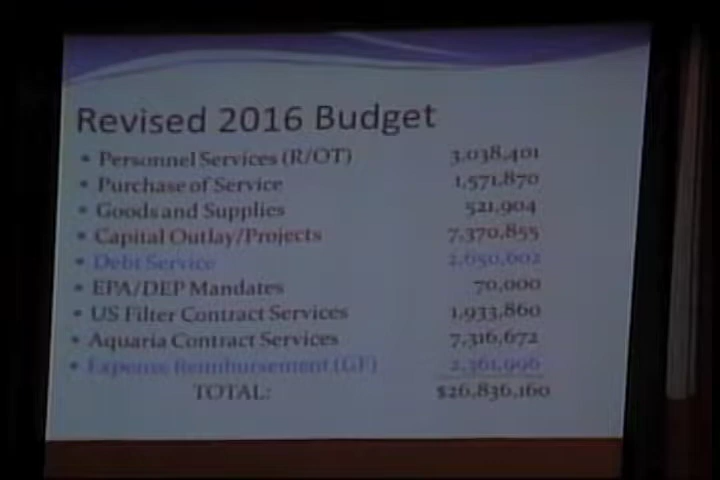 Revised 2016 Budget
• Personnel Services (R/OT) 3,038,401
• Purchase of Service 1,571,870
• Goods and Supplies 521,904
• Capital Outlay/Projects 7,370,855
• Debt Service 2,650,602
• EPA/DEP Mandates 70,000
• US Filter Contract Services 1,933,860
• Aquaria Contract Services 7,316,672
• Expense Reimbursement (GF) 2,361,996
TOTAL: $26,836,160